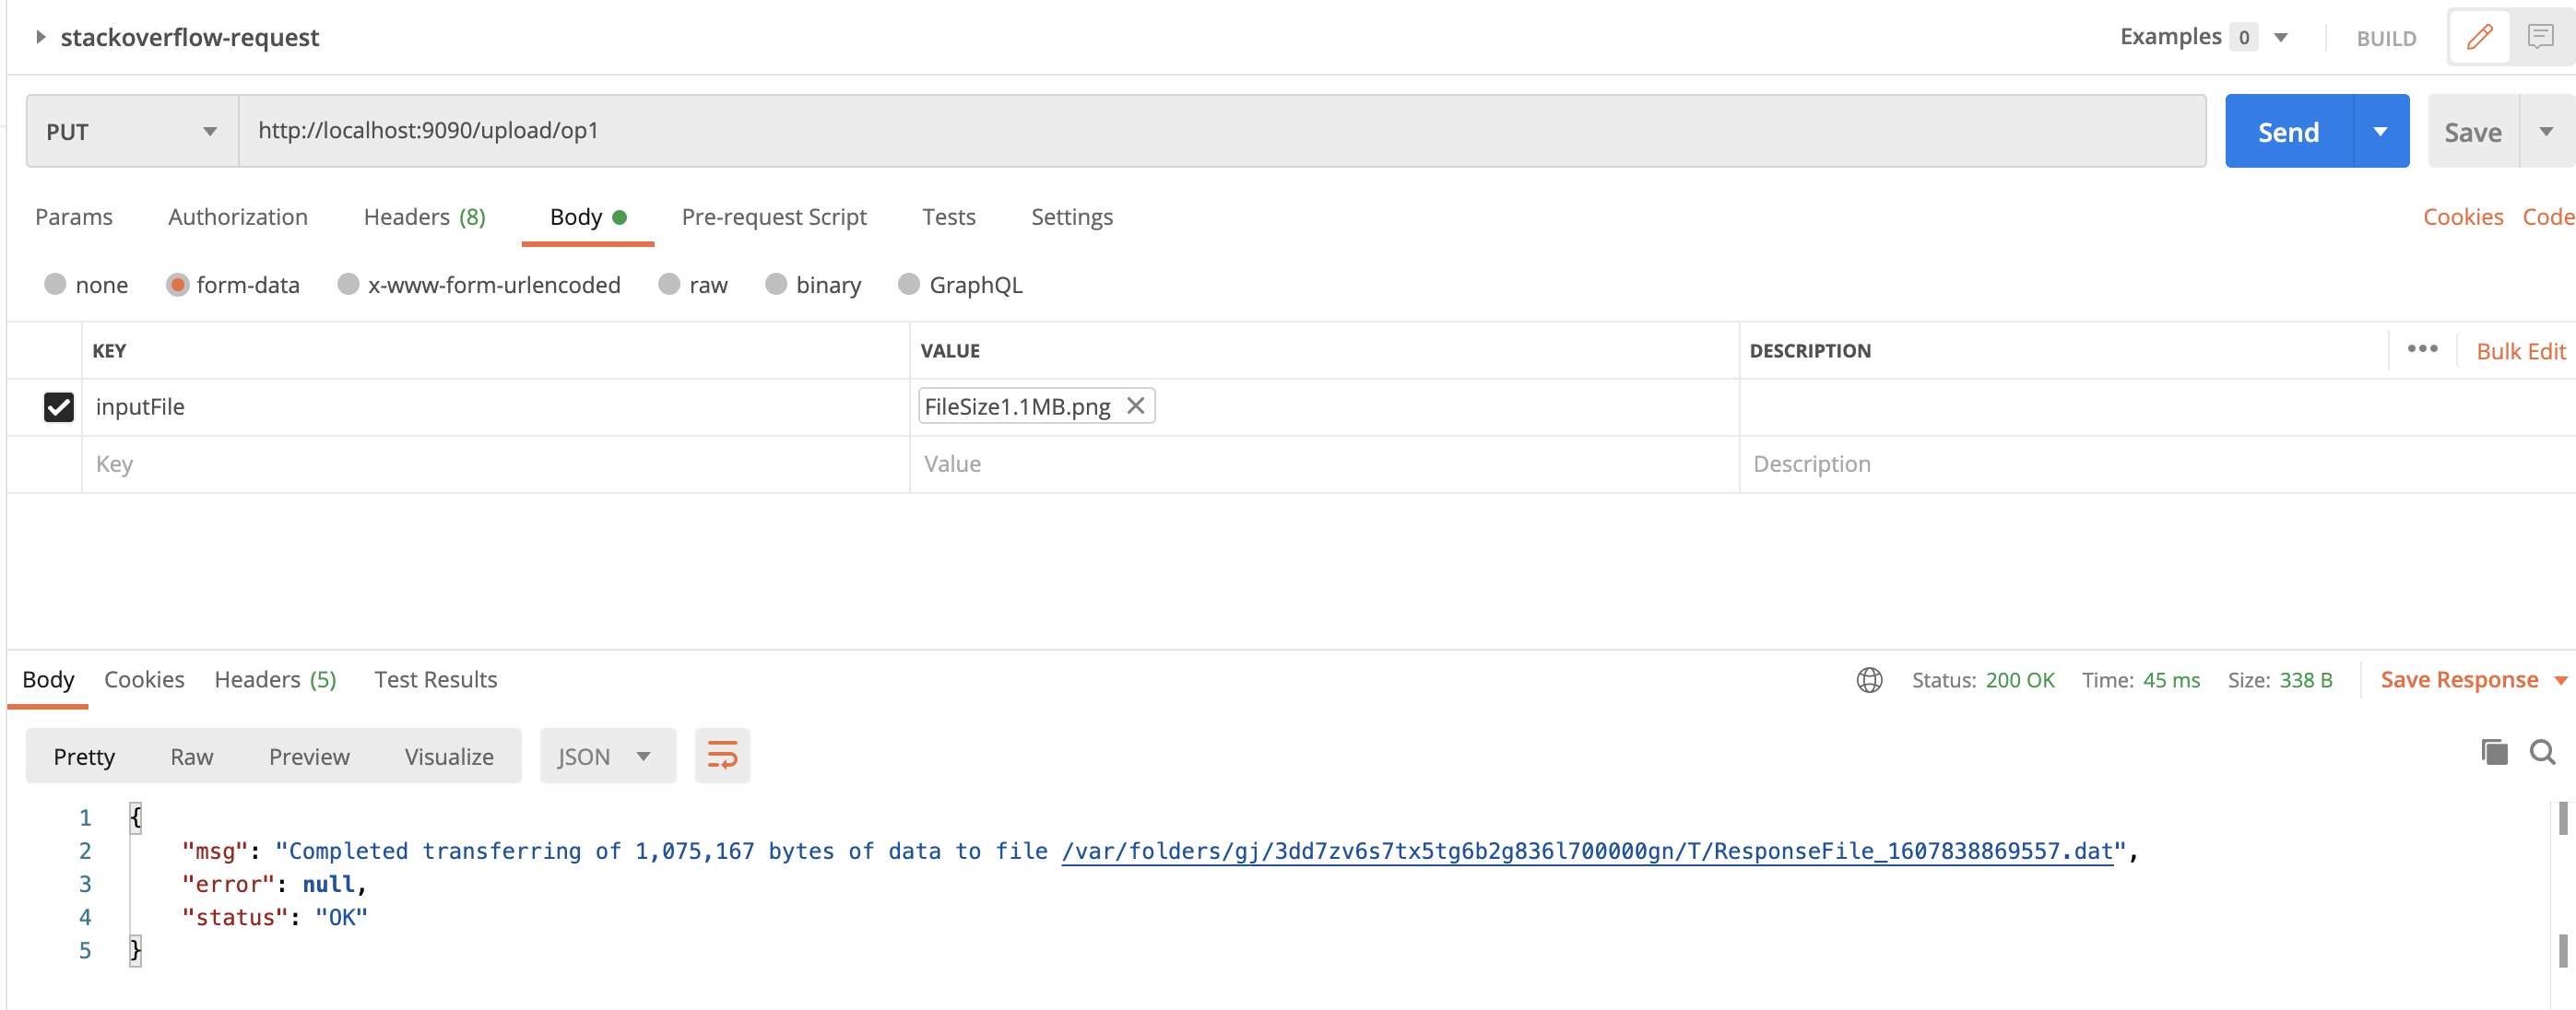 stackoverflow-request Examples 0 BUILD
PUT http://localhost:9090/upload/op1 Send Save
Params Authorization Headers (8) Body Pre-request Script Tests Settings Cookies Code
none form-data x-www-form-urlencoded raw binary GraphQL
KEY VALUE DESCRIPTION ••• Bulk Edit
inputFile FileSize1.1MB.png
Key Value Description
Body Cookies Headers (5) Test Results Status: 200 OK Time: 45 ms Size: 338 B Save Response
Pretty Raw Preview Visualize JSON
1 {
2 "msg": "Completed transferring of 1,075,167 bytes of data to file /var/folders/gj/3dd7zv6s7tx5tg6b2g836l700000gn/T/ResponseFile_1607838869557.dat",
3 "error": null,
4 "status": "OK"
5 }